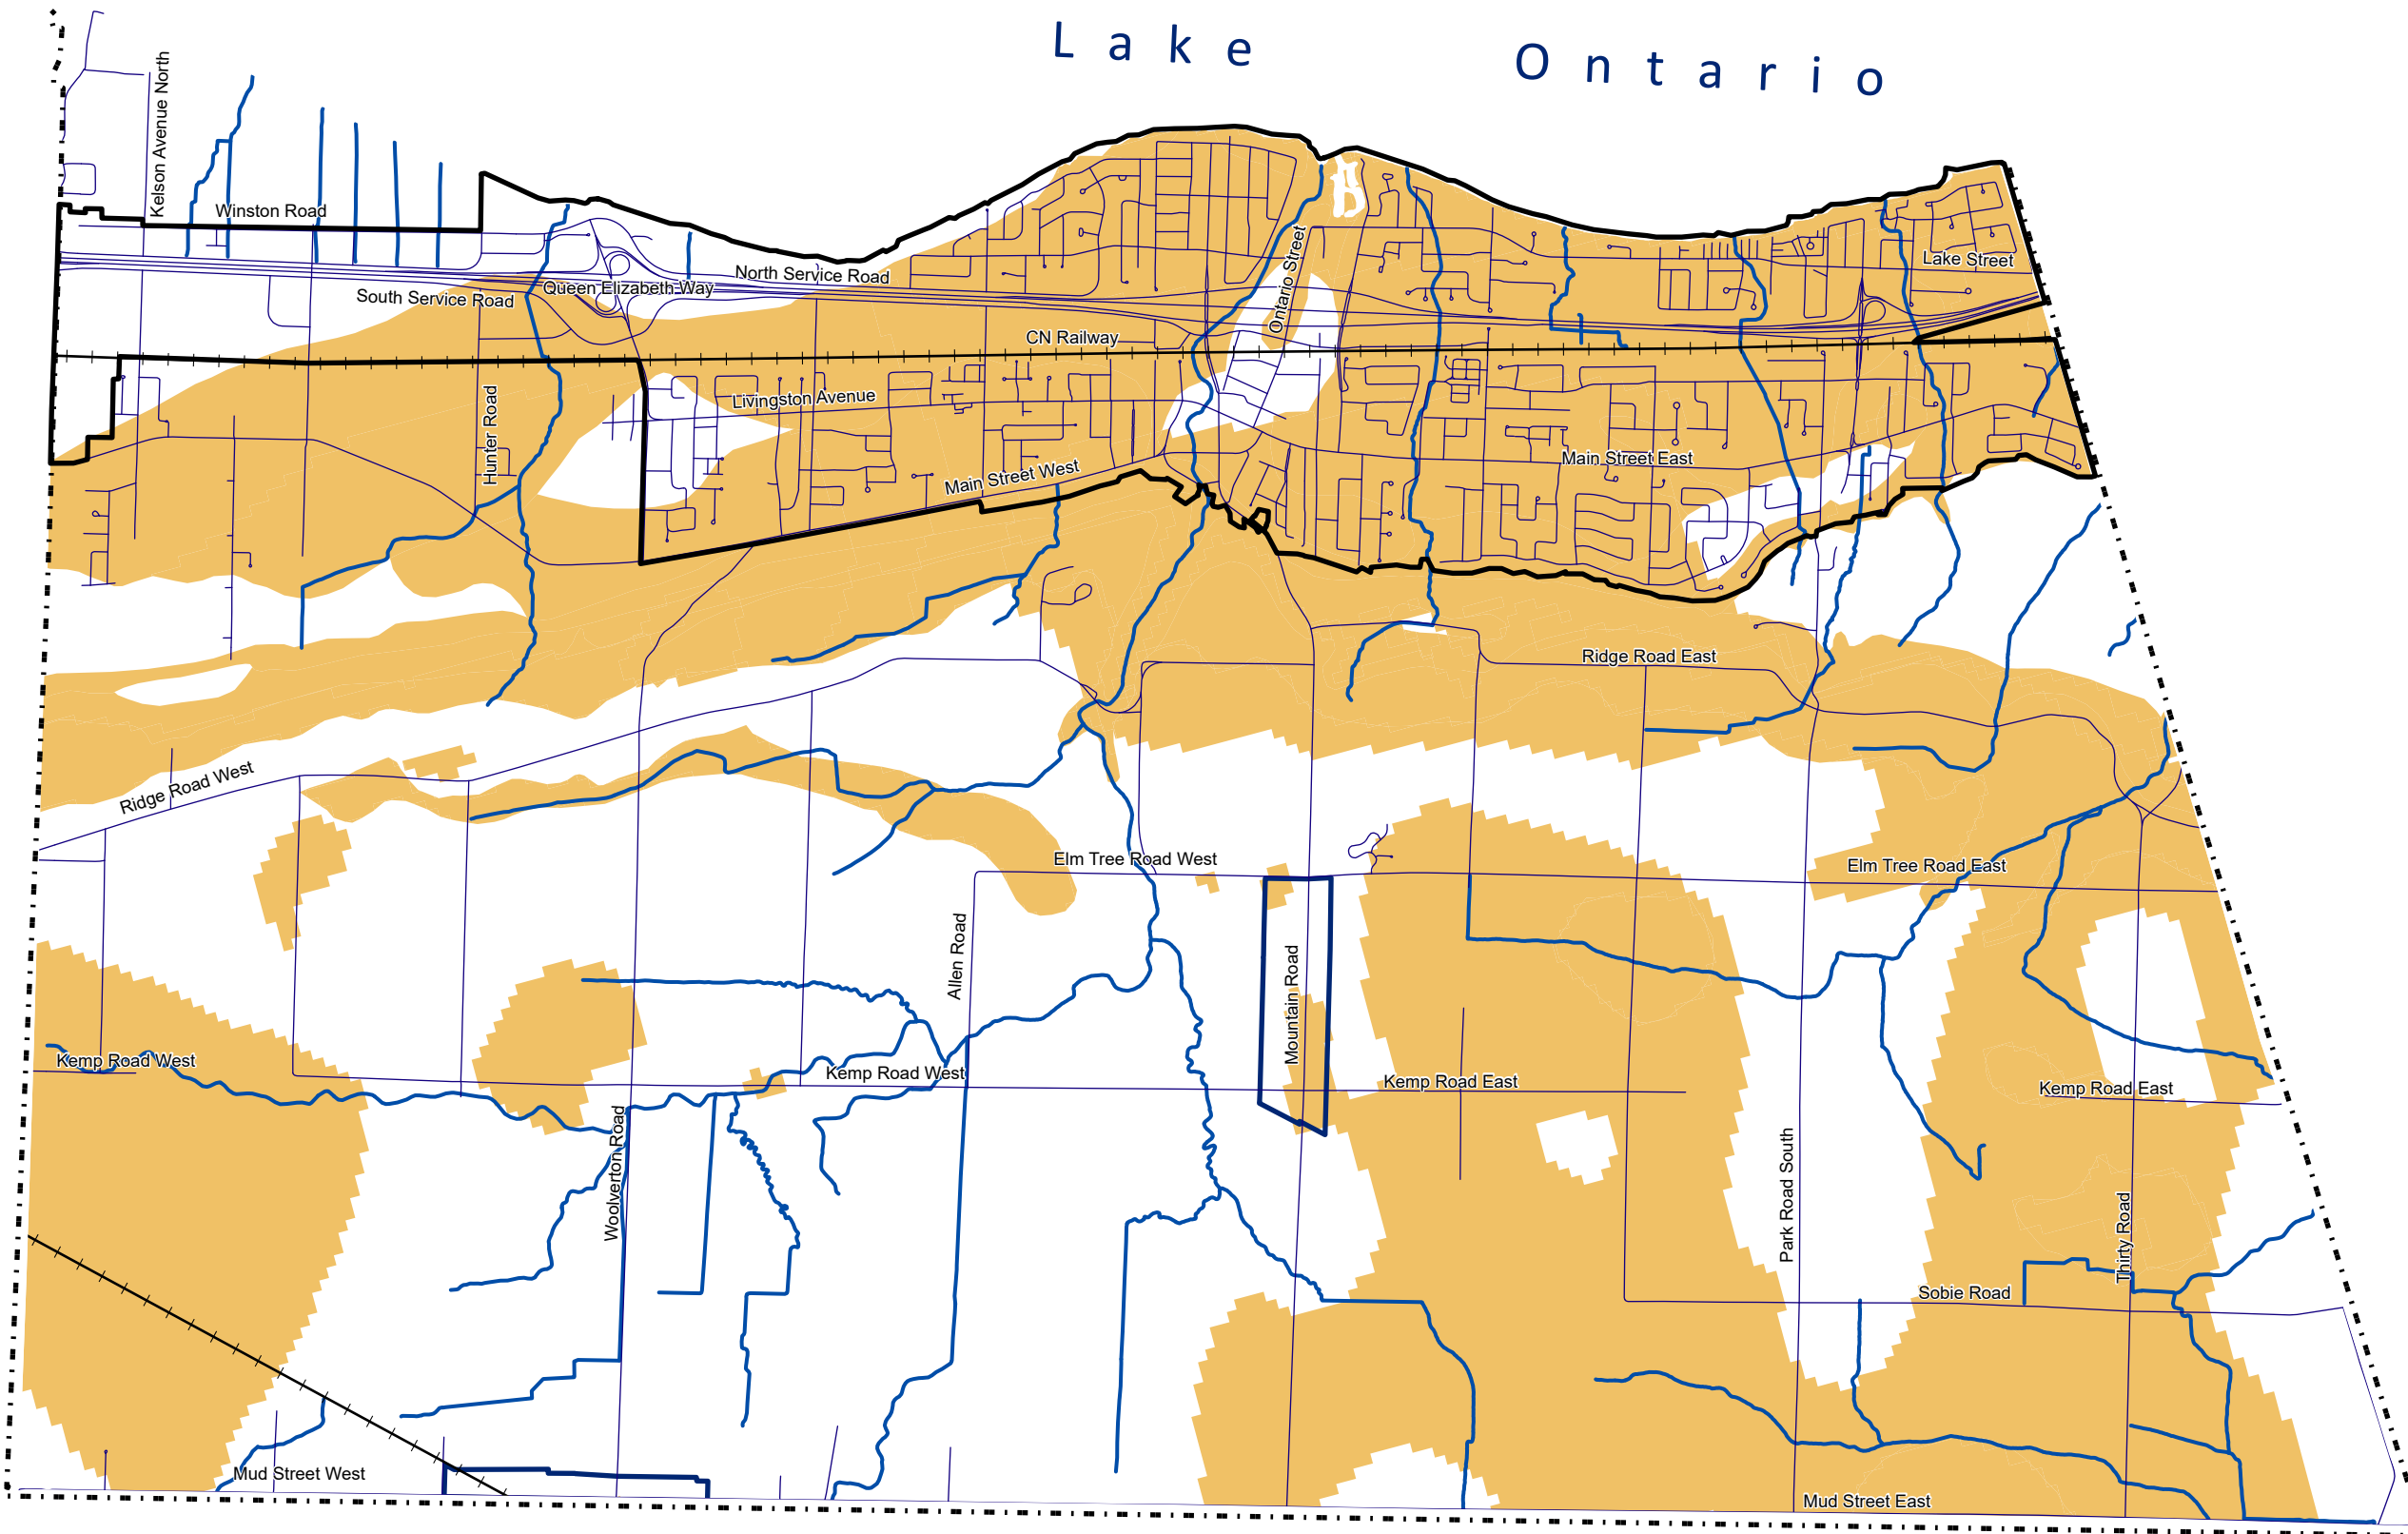 Lake Ontario
Kelson Avenue North
Winston Road
Lake Street
North Service Road
Queen Elizabeth Way
South Service Road
Ontario Street
CN Railway
Livingston Avenue
Hunter Road
Main Street East
Main Street West
Ridge Road East
Ridge Road West
Elm Tree Road West
Elm Tree Road East
Allen Road
Mountain Road
Kemp Road West
Kemp Road West
Kemp Road East
Kemp Road East
Woolverton Road
Park Road South
Thirty Road
Sobie Road
Mud Street West
Mud Street East